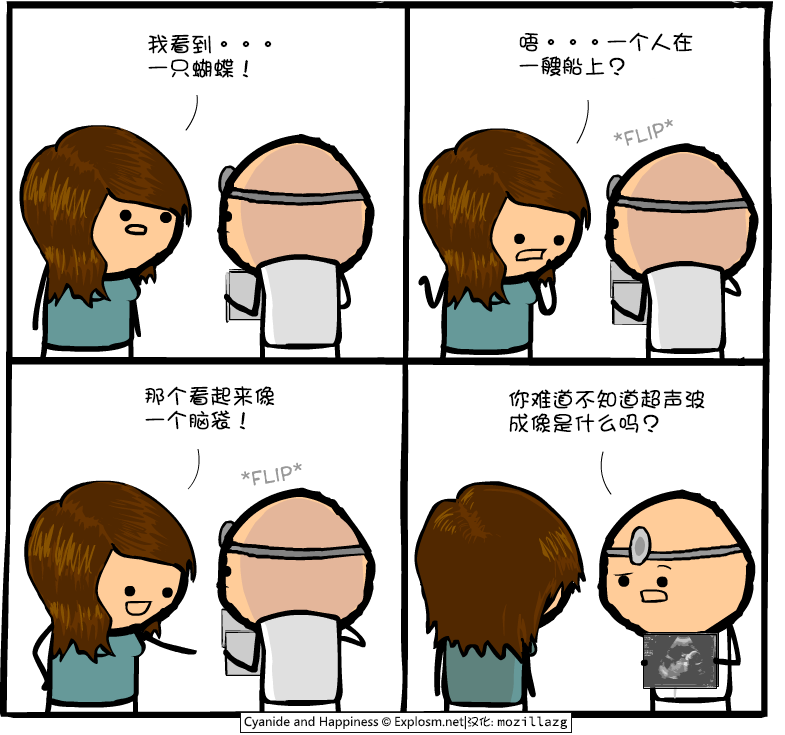 我看到。。。
一只蝴蝶！
唔。。。一个人在
一艘船上？
*FLIP*
那个看起来像
一个脑袋！
*FLIP*
你难道不知道超声波
成像是什么吗？
Cyanide and Happiness © Explosm.net|汉化: mozillazg